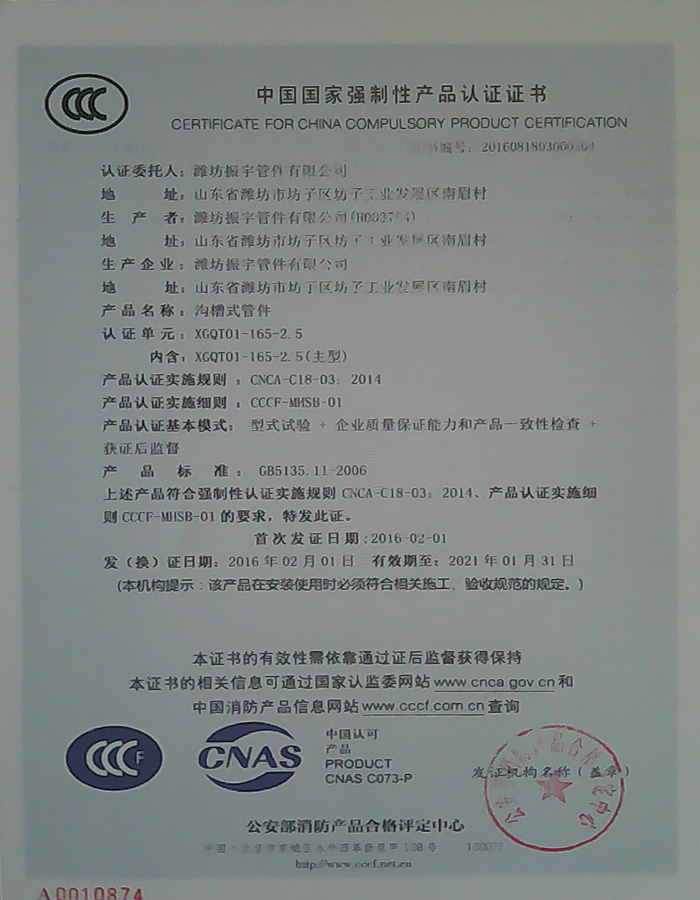 中国国家强制性产品认证证书
CERTIFICATE FOR CHINA COMPULSORY PRODUCT CERTIFICATION
书编号：
认证委托人：潍坊振宇管件有限公司
地 址：山东省潍坊市坊子区坊子工业发展区南眉村
生 产 者：潍坊振宇管件有限公司
地 址：山东省潍坊市坊子区坊子工业发展区南眉村
生产企业：潍坊振宇管件有限公司
地 址：山东省潍坊市坊子区坊子工业发展区南眉村
产品名称：沟槽式管件
认证单元：XGQT01-165-2.5
内含：XGQT01-165-2.5(主型)
产品认证实施规则 ：CNCA-C18-03：2014
产品认证实施细则 ：CCCF-MHSB-01
产品认证基本模式： 型式试验 + 企业质量保证能力和产品一致性检查 +
获证后监督
产 品 标 准： GB5135.11-2006
上述产品符合强制性认证实施规则 CNCA-C18-03：2014、产品认证实施细
则 CCCF-MHSB-01 的要求，特发此证。
首次发证日期:2016-02-01
发（换）证日期：2016 年 02 月 01 日 有效期至：2021 年 01 月 31 日
(本机构提示：该产品在安装使用时必须符合相关施工、验收规范的规定。)
本证书的有效性需依靠通过证后监督获得保持
本证书的相关信息可通过国家认监委网站 www.cnca.gov.cn 和
中国消防产品信息网站 www.cccf.com.cn 查询
CCCF
CNAS
中国认可
产品
PRODUCT
CNAS C073-P
发证机构名称（盖章）
公安部消防产品合格评定中心
http://www.cccf.net.cn
A0010874